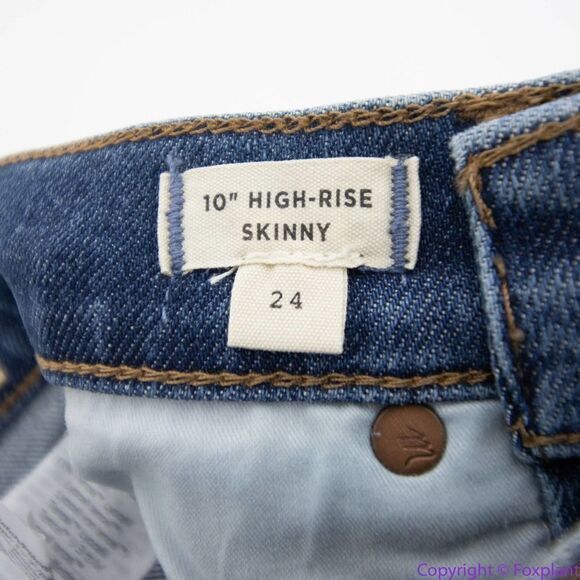 10" HIGH-RISE
SKINNY
24
Copyright © Foxplant